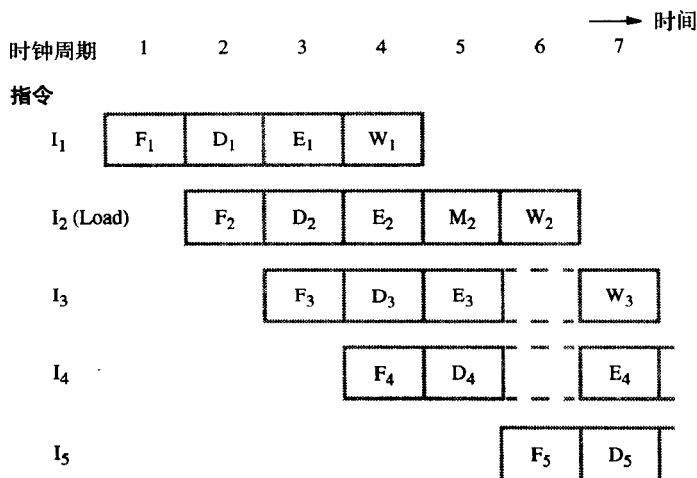 时间
时钟周期 1 2 3 4 5 6 7
指令
I₁ F₁ D₁ E₁ W₁
I₂ (Load) F₂ D₂ E₂ M₂ W₂
I₃ F₃ D₃ E₃ W₃
I₄ F₄ D₄ E₄
I₅ F₅ D₅